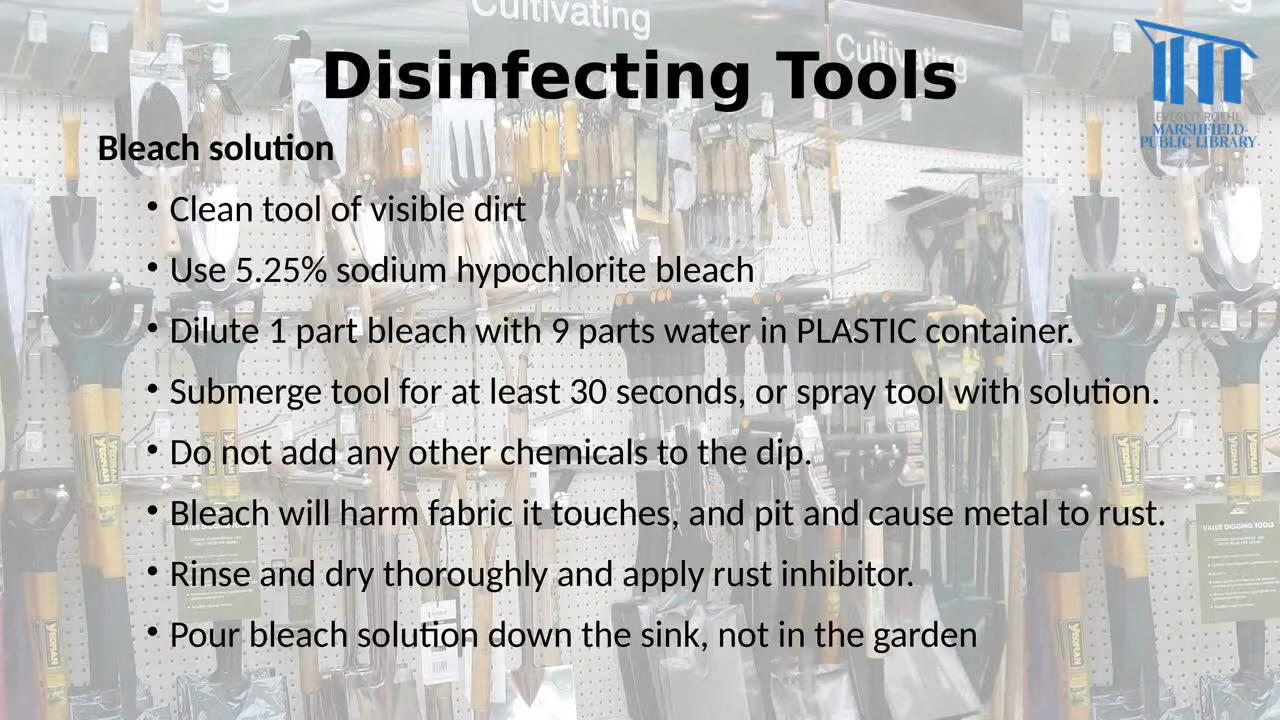 Cultivating
Cultivating
Disinfecting Tools
EVERETT ROEHL
MARSHFIELD
PUBLIC LIBRARY
Bleach solution
• Clean tool of visible dirt
• Use 5.25% sodium hypochlorite bleach
• Dilute 1 part bleach with 9 parts water in PLASTIC container.
• Submerge tool for at least 30 seconds, or spray tool with solution.
• Do not add any other chemicals to the dip.
• Bleach will harm fabric it touches, and pit and cause metal to rust.
• Rinse and dry thoroughly and apply rust inhibitor.
• Pour bleach solution down the sink, not in the garden
VALUE DIGGING TOOLS
YEOMAN
YEOMAN
YEOMAN
YEOMAN